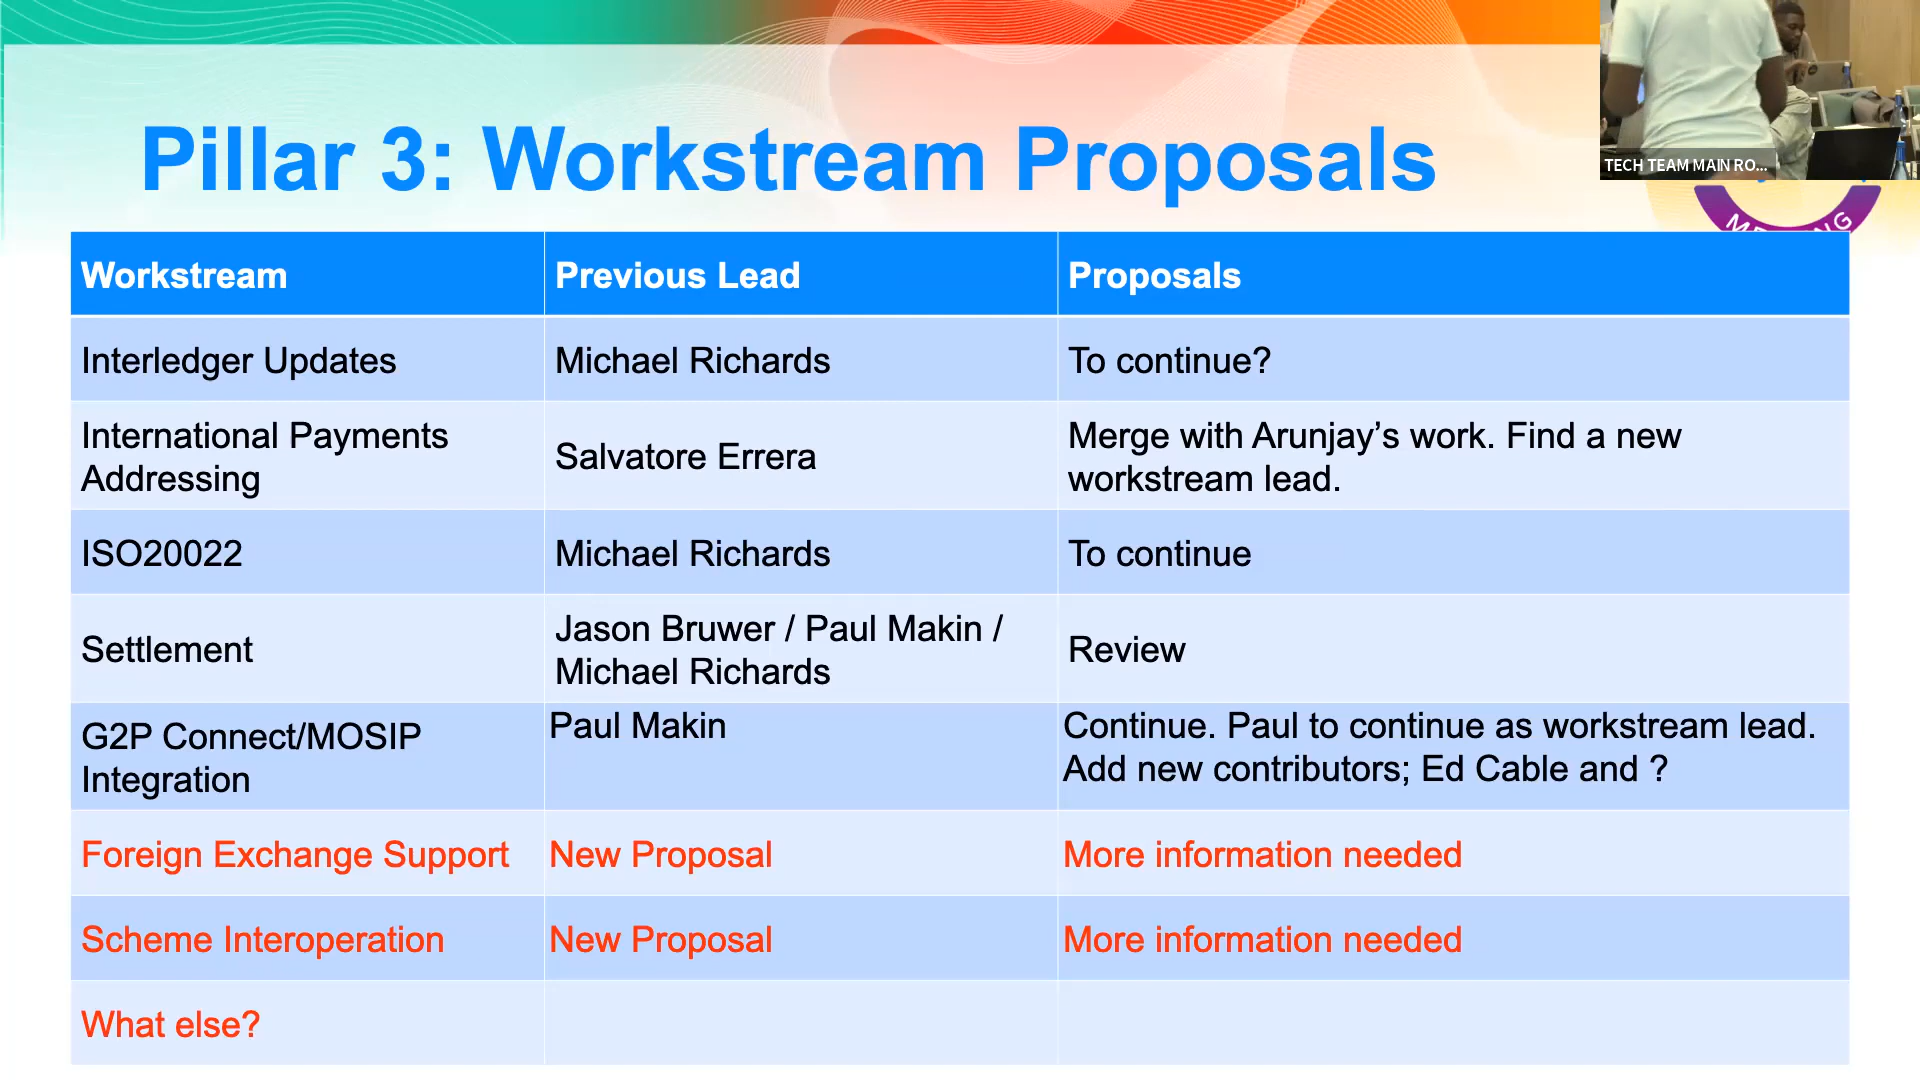 TECH TEAM MAIN RO...
Pillar 3: Workstream Proposals
Workstream
Previous Lead
Proposals
Interledger Updates
Michael Richards
To continue?
International Payments
Addressing
Salvatore Errera
Merge with Arunjay’s work. Find a new
workstream lead.
ISO20022
Michael Richards
To continue
Settlement
Jason Bruwer / Paul Makin /
Michael Richards
Review
G2P Connect/MOSIP
Integration
Paul Makin
Continue. Paul to continue as workstream lead.
Add new contributors; Ed Cable and ?
Foreign Exchange Support
New Proposal
More information needed
Scheme Interoperation
New Proposal
More information needed
What else?